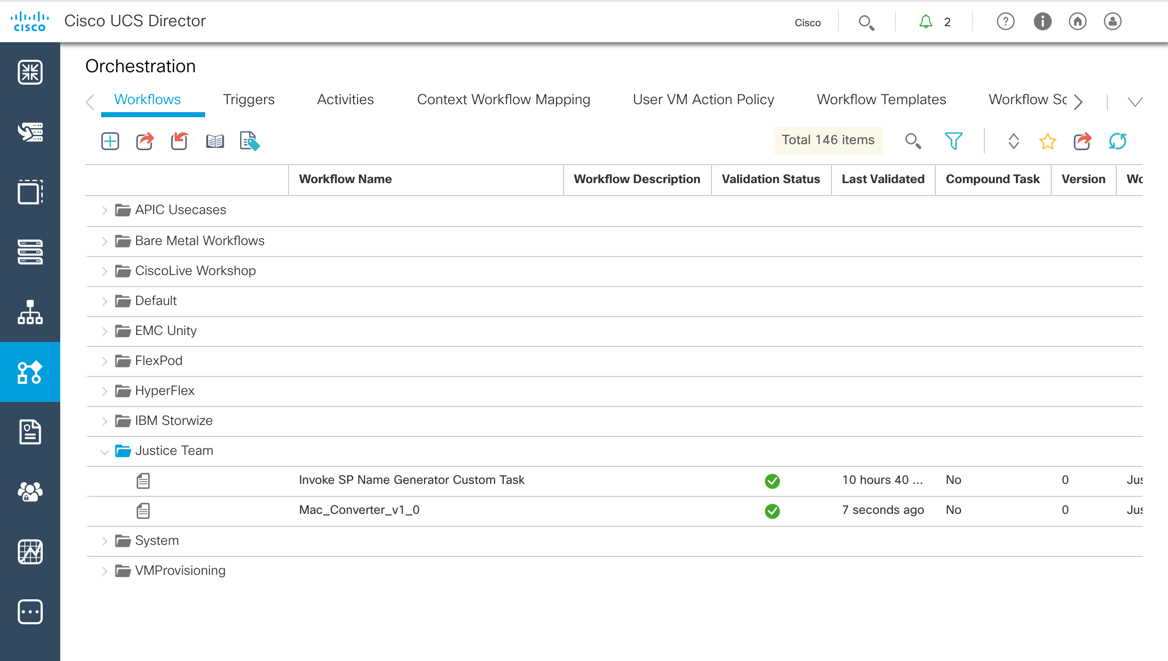 CISCO Cisco UCS Director Cisco 2
Orchestration
Workflows Triggers Activities Context Workflow Mapping User VM Action Policy Workflow Templates Workflow Sc
Total 146 items
Workflow Name Workflow Description Validation Status Last Validated Compound Task Version Wo
APIC Usecases
Bare Metal Workflows
CiscoLive Workshop
Default
EMC Unity
FlexPod
HyperFlex
IBM Storwize
Justice Team
Invoke SP Name Generator Custom Task 10 hours 40 ... No 0 Jus
Mac_Converter_v1_0 7 seconds ago No 0 Jus
System
VMProvisioning